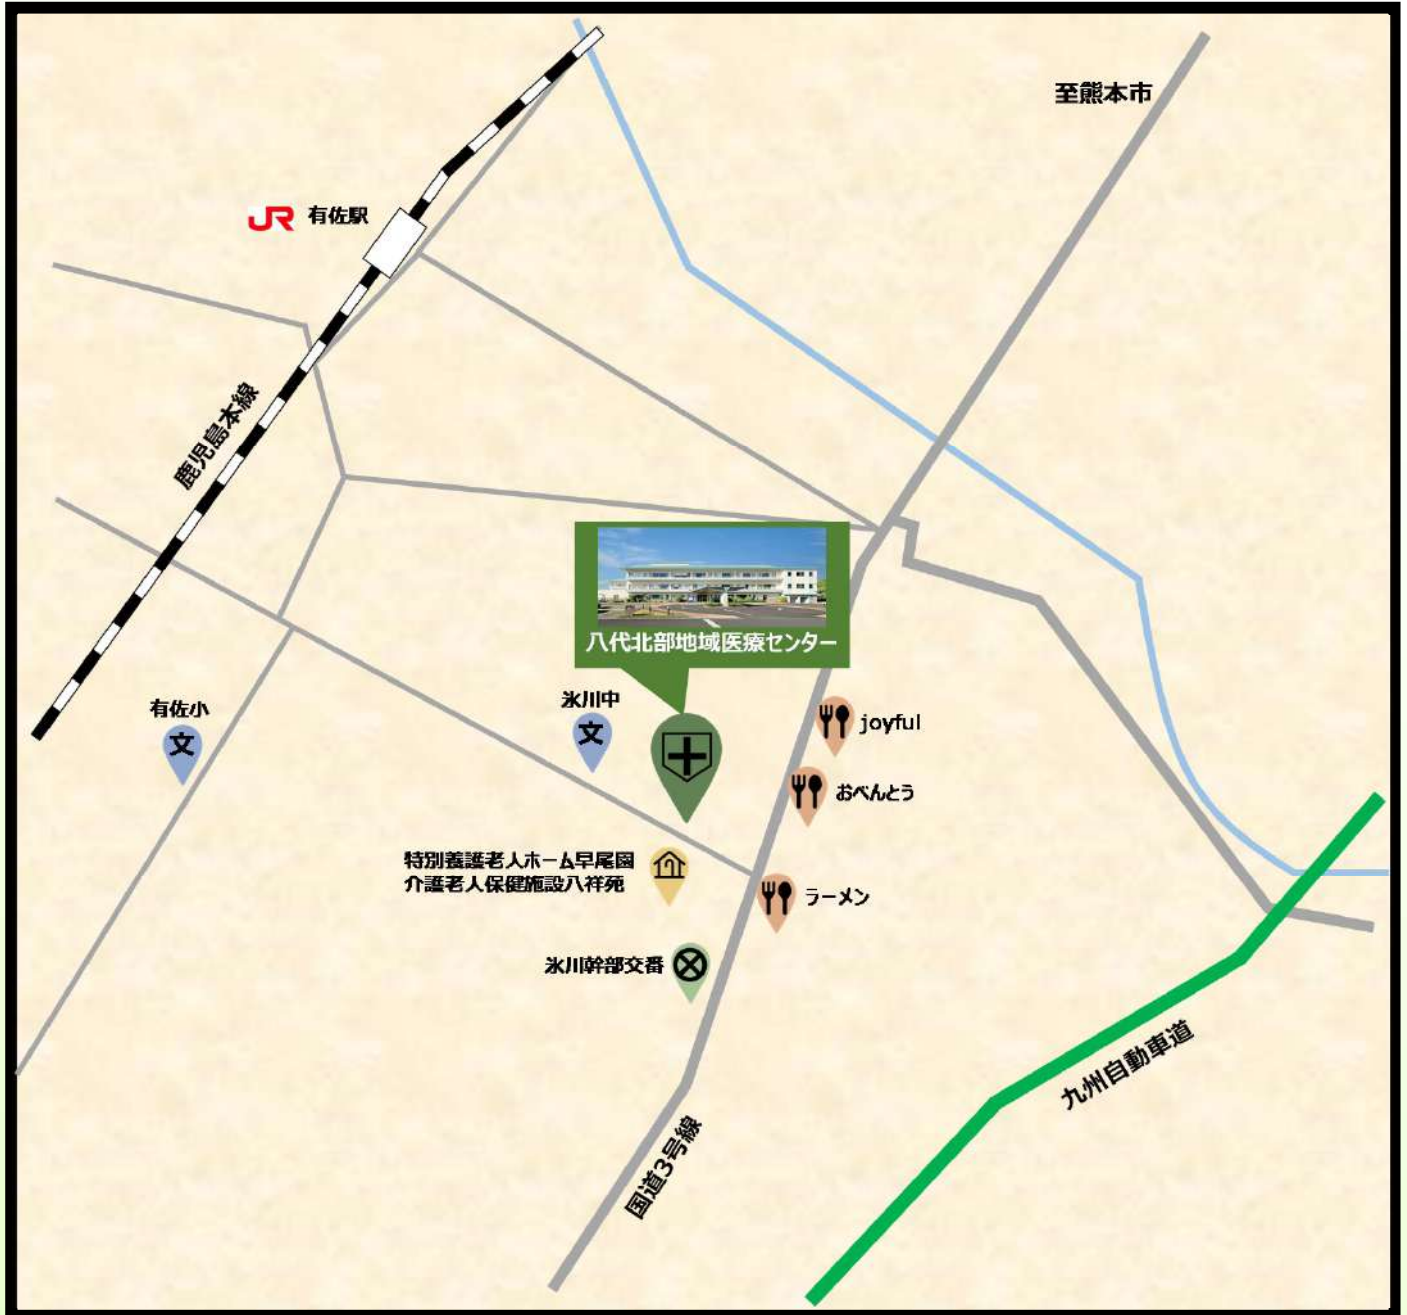 至熊本市
JR 有佐駅
鹿児島本線
八代北部地域医療センター
有佐小
文
氷川中
文
joyful
おべんとう
特別養護老人ホーム早尾園
介護老人保健施設八祥苑
ラーメン
氷川幹部交番
九州自動車道
国道3号線